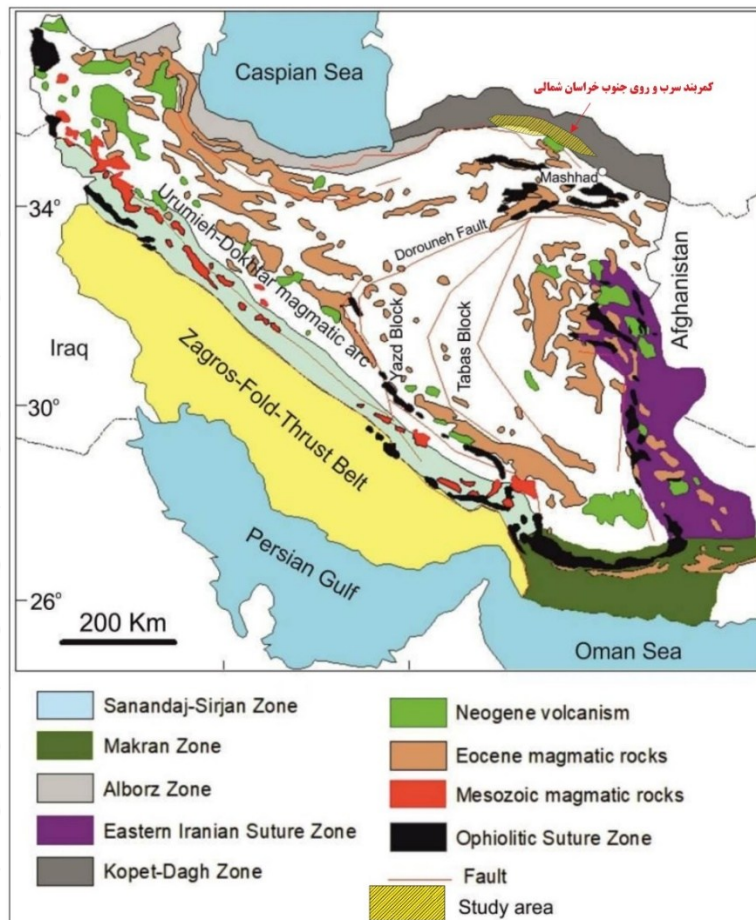 Caspian Sea
کمربند سرب و روی جنوب خراسان شمالی
Mashhad
34°
Dorouneh Fault
Urumieh-Dokhtar magmatic arc
Afghanistan
Yazd Block
Tabas Block
Iraq
30°
Zagros-Fold-Thrust Belt
Persian Gulf
26°
200 Km
Oman Sea
Sanandaj-Sirjan Zone
Makran Zone
Alborz Zone
Eastern Iranian Suture Zone
Kopet-Dagh Zone
Neogene volcanism
Eocene magmatic rocks
Mesozoic magmatic rocks
Ophiolitic Suture Zone
Fault
Study area